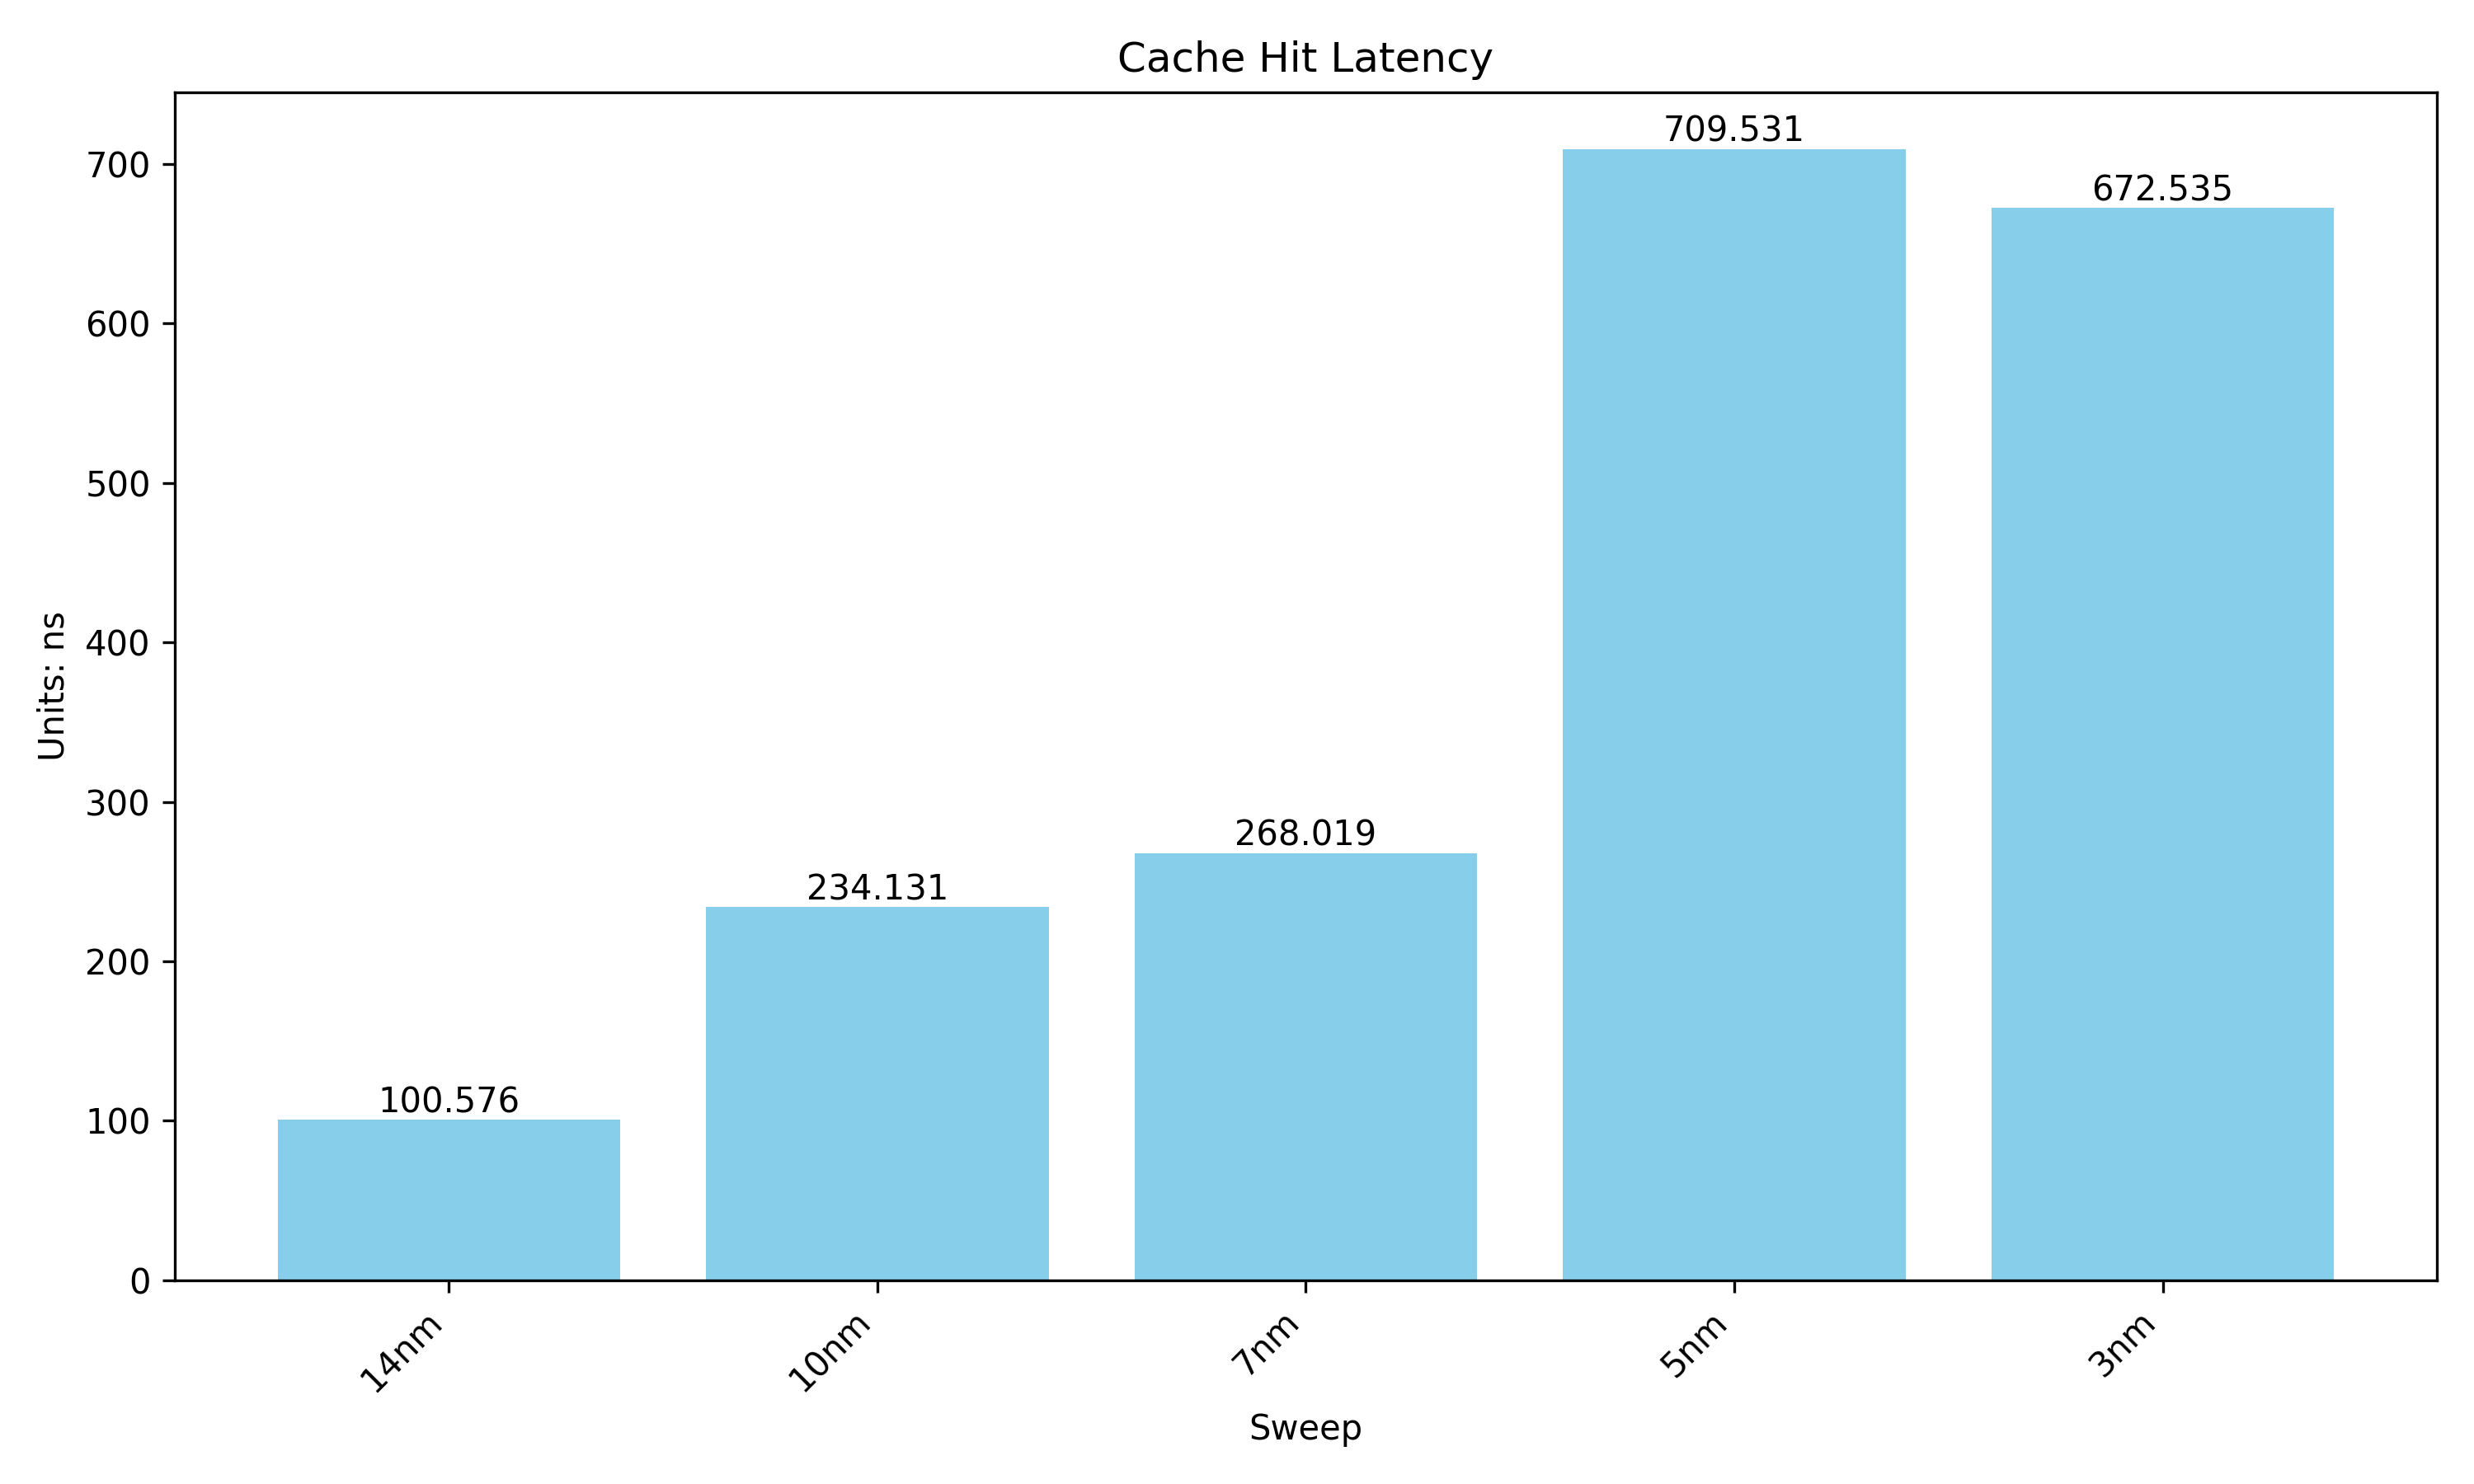 Cache Hit Latency
Units: ns
700
600
500
400
300
200
100
0
100.576
234.131
268.019
709.531
672.535
14nm
10nm
7nm
5nm
3nm
Sweep